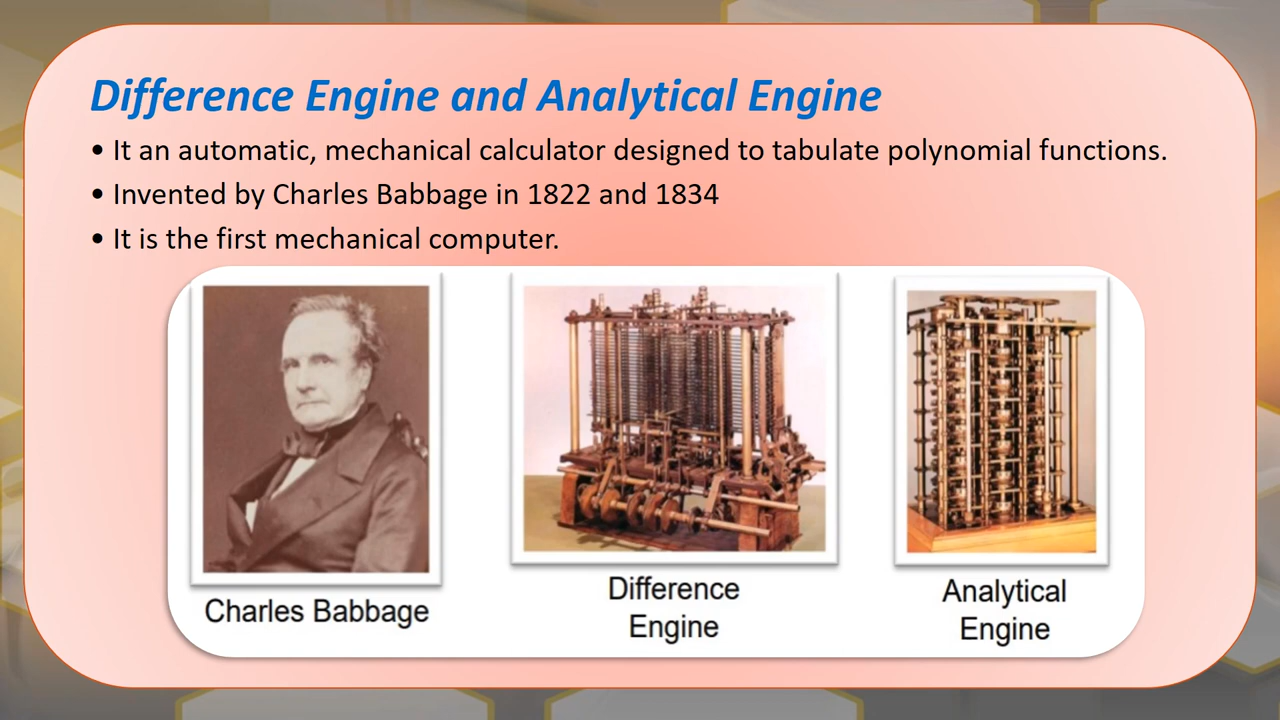 Difference Engine and Analytical Engine
• It an automatic, mechanical calculator designed to tabulate polynomial functions.
• Invented by Charles Babbage in 1822 and 1834
• It is the first mechanical computer.
Charles Babbage
Difference
Engine
Analytical
Engine